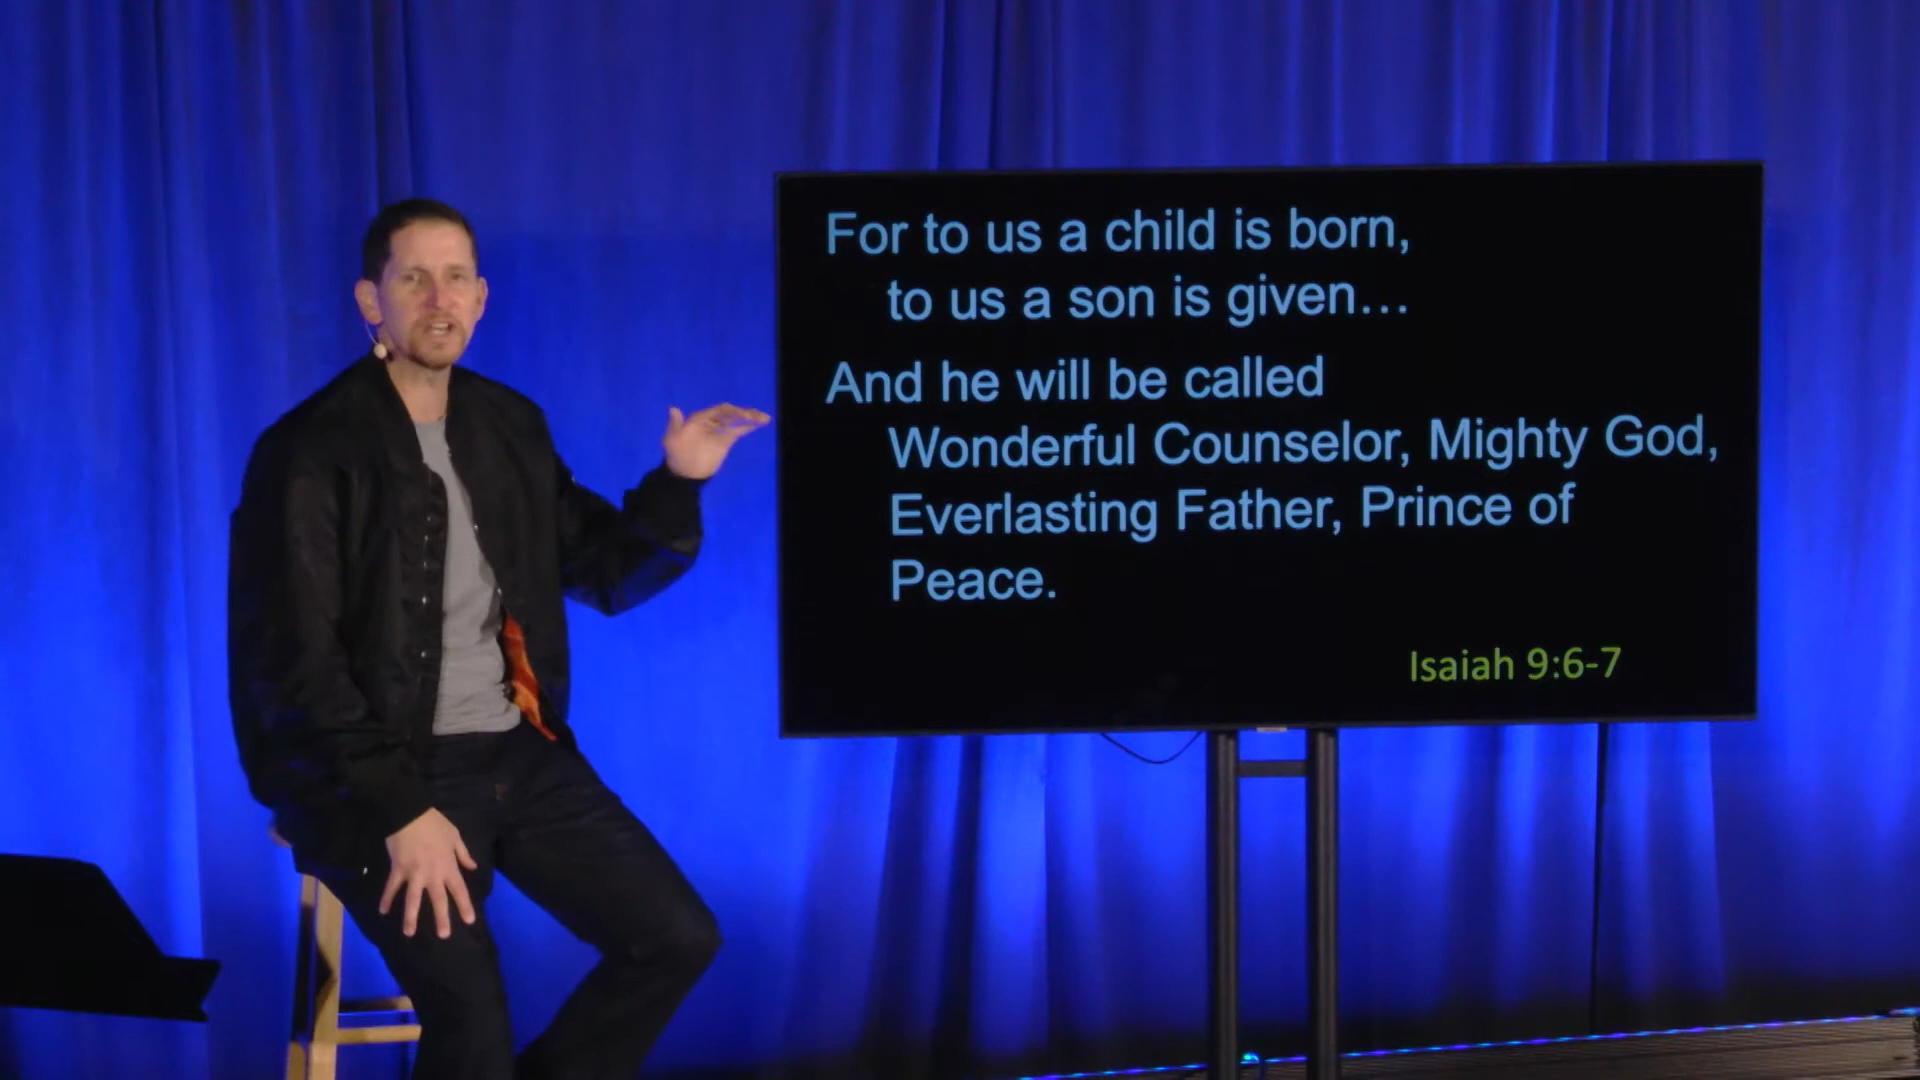 For to us a child is born,
to us a son is given…
And he will be called
Wonderful Counselor, Mighty God,
Everlasting Father, Prince of
Peace.
Isaiah 9:6-7